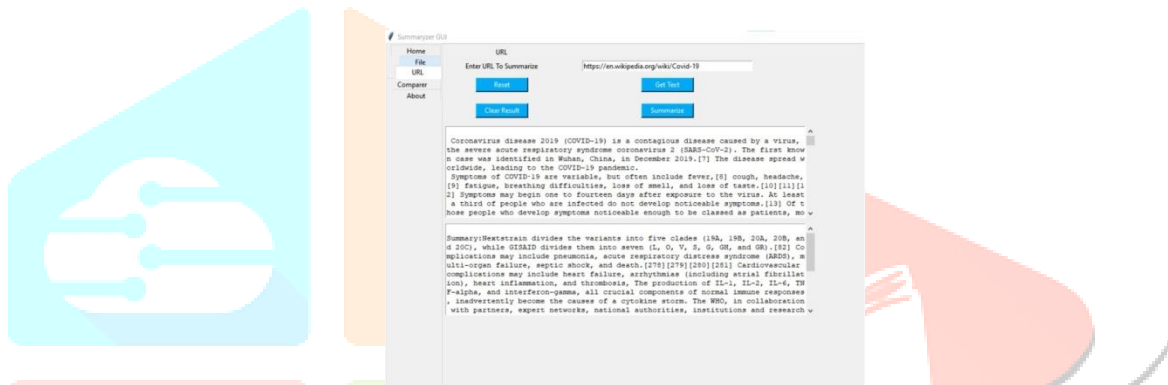 Summaryzer GUI
Home
File
URL
Comparer
About
URL
Enter URL To Summarize
https://en.wikipedia.org/wiki/Covid-19
Reset
Get Text
Clear Result
Summarize
Coronavirus disease 2019 (COVID-19) is a contagious disease caused by a virus,
the severe acute respiratory syndrome coronavirus 2 (SARS-CoV-2). The first know
n case was identified in Wuhan, China, in December 2019.[7] The disease spread w
orldwide, leading to the COVID-19 pandemic.
Symptoms of COVID-19 are variable, but often include fever,[8] cough, headache,
[9] fatigue, breathing difficulties, loss of smell, and loss of taste.[10][11][1
2] Symptoms may begin one to fourteen days after exposure to the virus. At least
a third of people who are infected do not develop noticeable symptoms.[13] Of t
hose people who develop symptoms noticeable enough to be classed as patients, mo
Summary:Nextstrain divides the variants into five clades (19A, 19B, 20A, 20B, an
d 20C), while GISAID divides them into seven (L, O, V, S, G, GH, and GR).[82] Co
mplications may include pneumonia, acute respiratory distress syndrome (ARDS), m
ulti-organ failure, septic shock, and death.[278][279][280][281] Cardiovascular
complications may include heart failure, arrhythmias (including atrial fibrillat
ion), heart inflammation, and thrombosis, The production of IL-1, IL-2, IL-6, TN
F-alpha, and interferon-gamma, all crucial components of normal immune responses
, inadvertently become the causes of a cytokine storm. The WHO, in collaboration
with partners, expert networks, national authorities, institutions and research